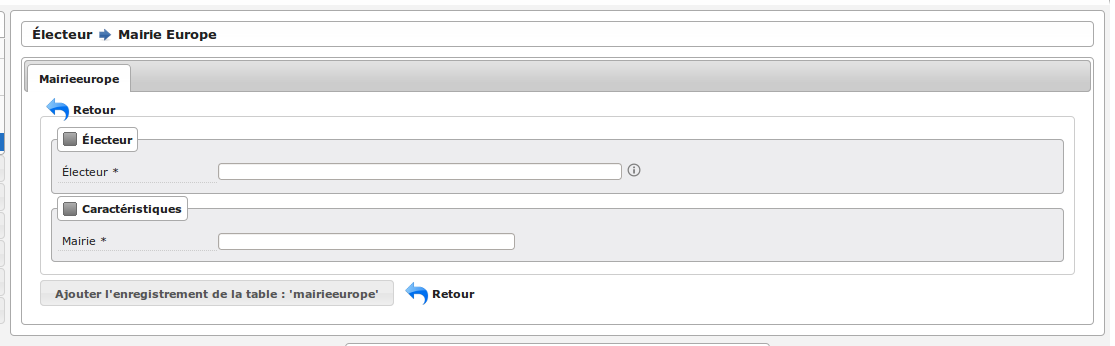 Électeur Mairie Europe
Mairieeurope
Retour
Électeur
Électeur *
Caractéristiques
Mairie *
Ajouter l'enregistrement de la table : 'mairieeurope' Retour